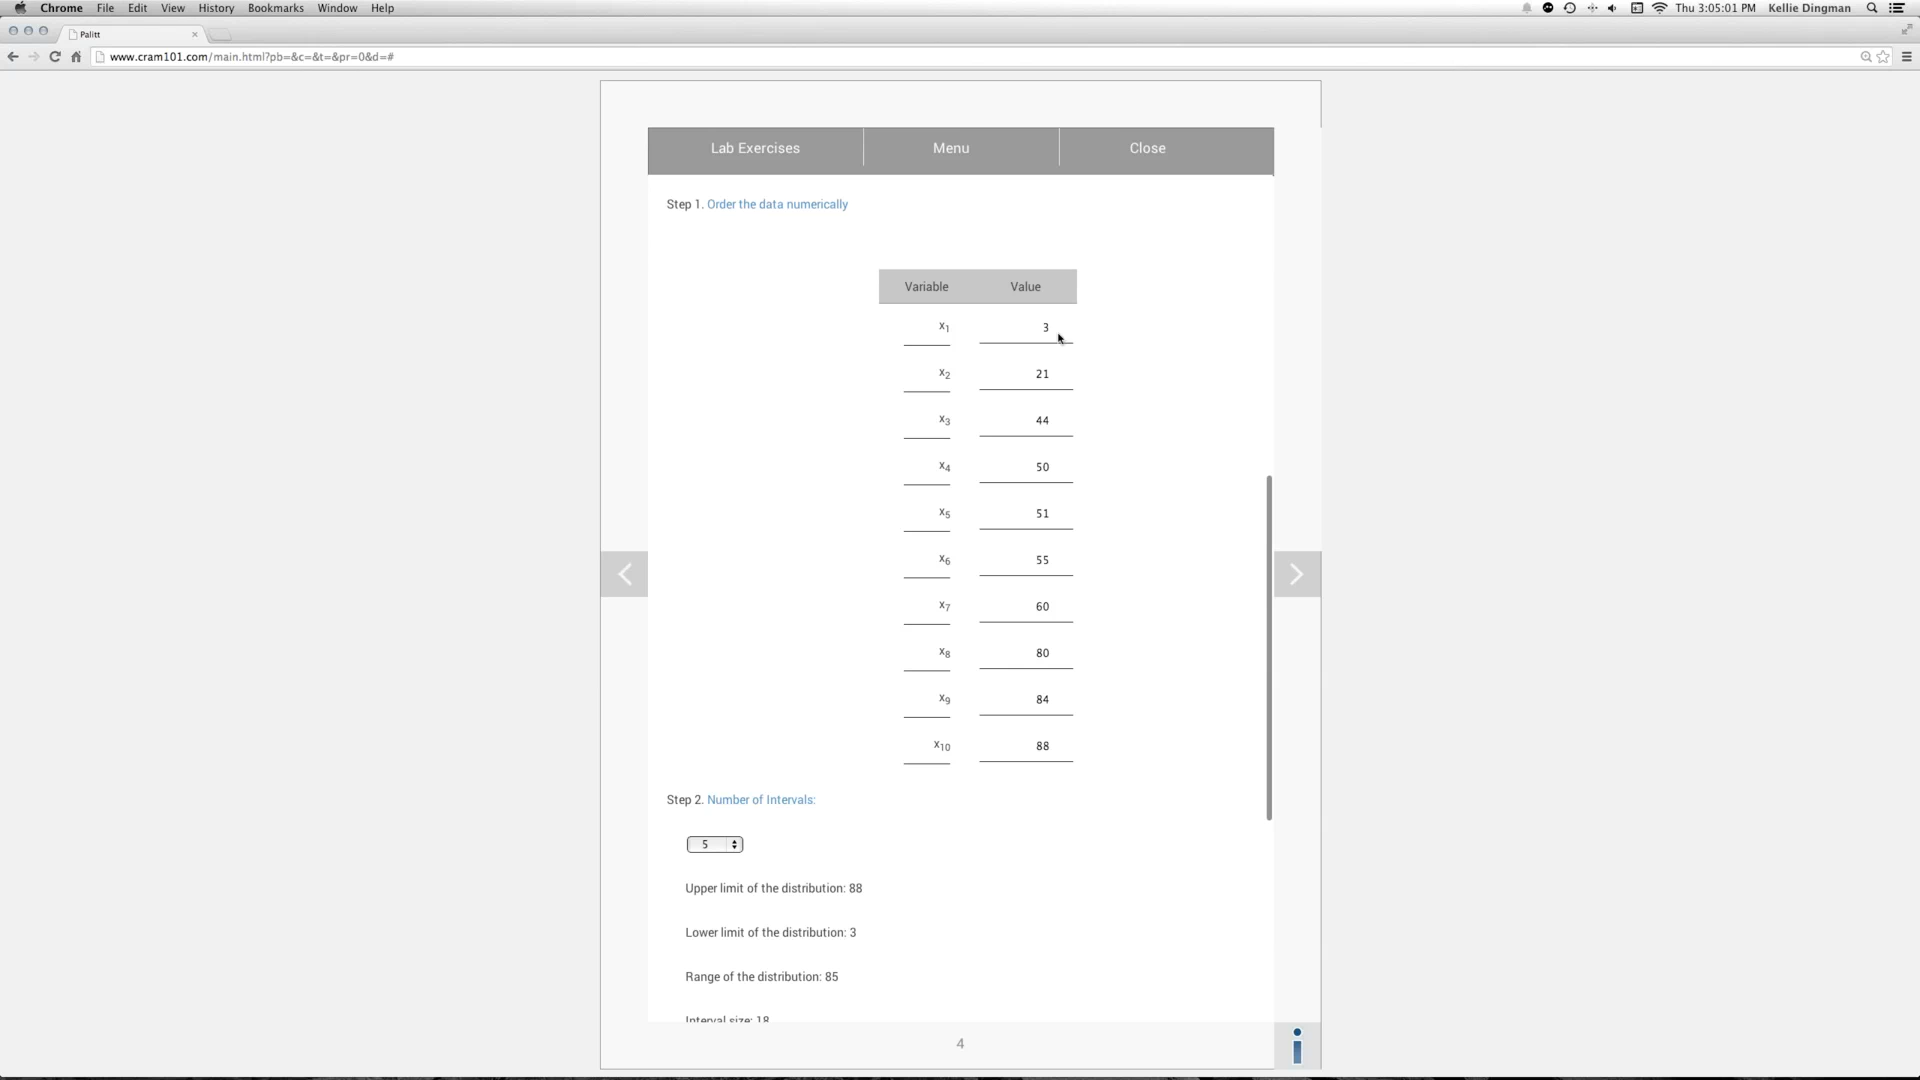 Chrome File Edit View History Bookmarks Window Help Thu 3:05:01 PM Kellie Dingman
Palitt
www.cram101.com/main.html?pb=&c=&t=&pr=0&d=#
Lab Exercises Menu Close
Step 1. Order the data numerically
Variable Value
x1 3
x2 21
x3 44
x4 50
x5 51
x6 55
x7 60
x8 80
x9 84
x10 88
Step 2. Number of Intervals:
5
Upper limit of the distribution: 88
Lower limit of the distribution: 3
Range of the distribution: 85
Interval size: 18
4